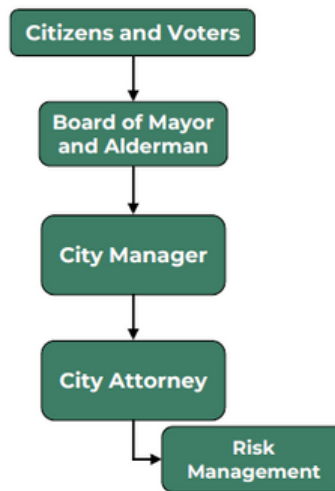 Citizens and Voters
Board of Mayor
and Alderman
City Manager
City Attorney
Risk
Management